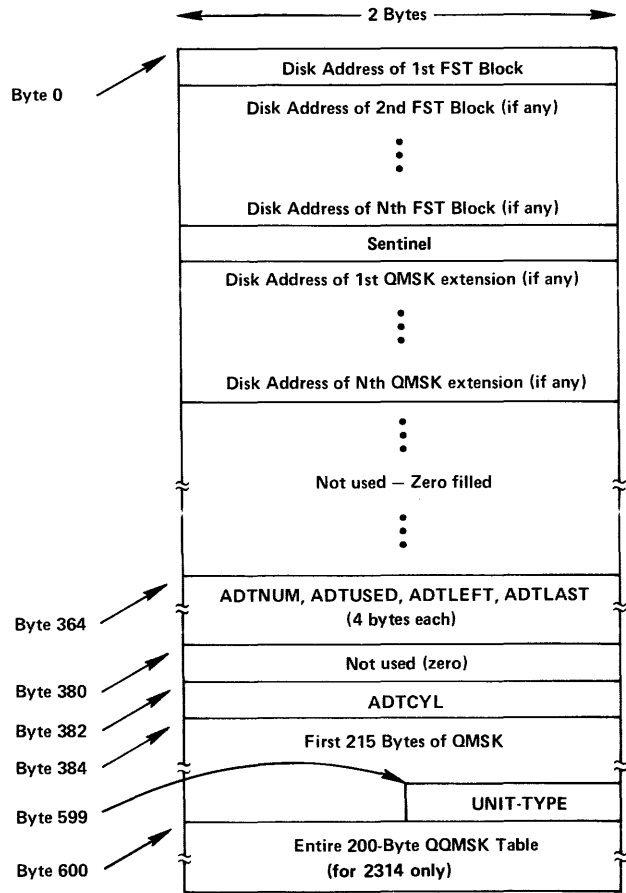 2 Bytes
Byte 0
Disk Address of 1st FST Block
Disk Address of 2nd FST Block (if any)
Disk Address of Nth FST Block (if any)
Sentinel
Disk Address of 1st QMSK extension (if any)
Disk Address of Nth QMSK extension (if any)
Not used — Zero filled
Byte 364
ADTNUM, ADTUSED, ADTLEFT, ADTLAST
(4 bytes each)
Byte 380
Not used (zero)
Byte 382
ADTCYL
Byte 384
First 215 Bytes of QMSK
Byte 599
UNIT-TYPE
Byte 600
Entire 200-Byte QQMSK Table
(for 2314 only)